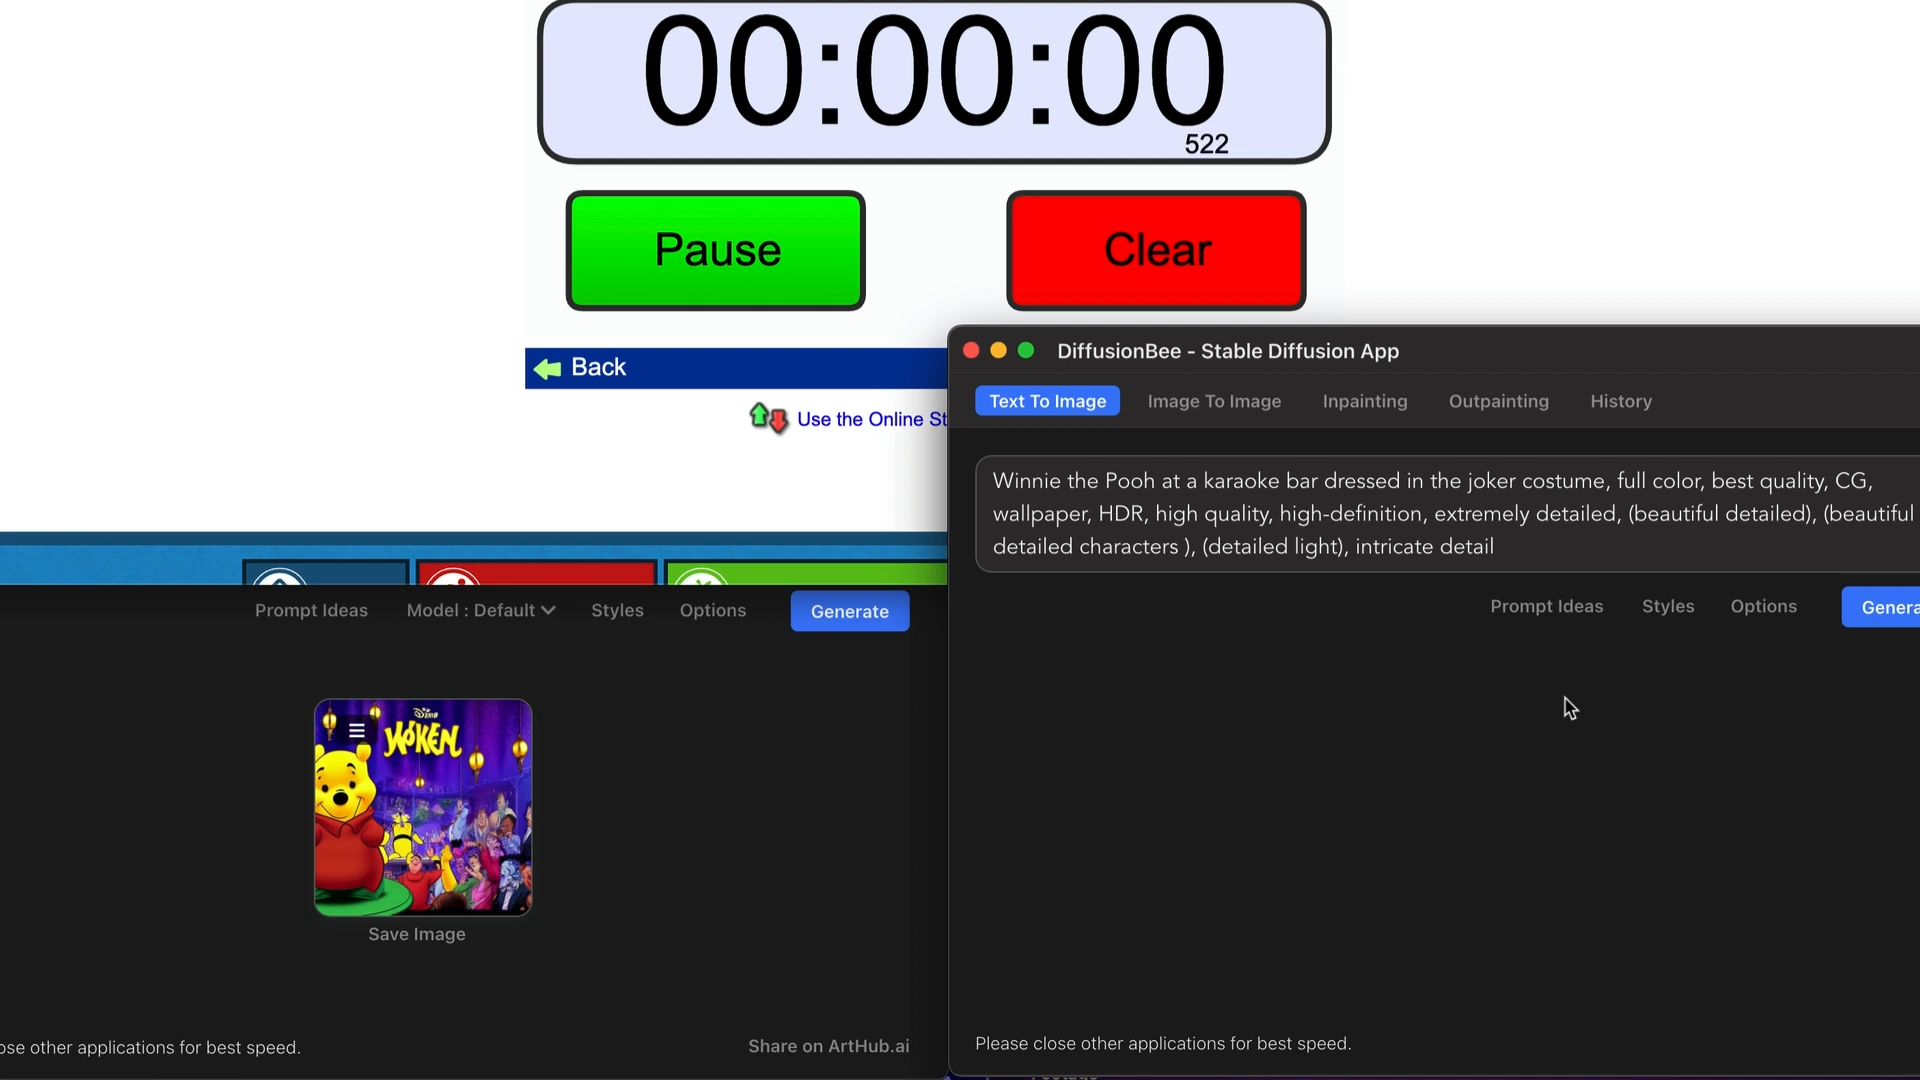 00:00:00
522
Pause
Clear
Back
Use the Online St
DiffusionBee - Stable Diffusion App
Text To Image
Image To Image
Inpainting
Outpainting
History
Winnie the Pooh at a karaoke bar dressed in the joker costume, full color, best quality, CG,
wallpaper, HDR, high quality, high-definition, extremely detailed, (beautiful detailed), (beautiful
detailed characters ), (detailed light), intricate detail
Prompt Ideas
Styles
Options
Genera
Prompt Ideas
Model : Default
Styles
Options
Generate
YOKEN
Save Image
ose other applications for best speed.
Share on ArtHub.ai
Please close other applications for best speed.